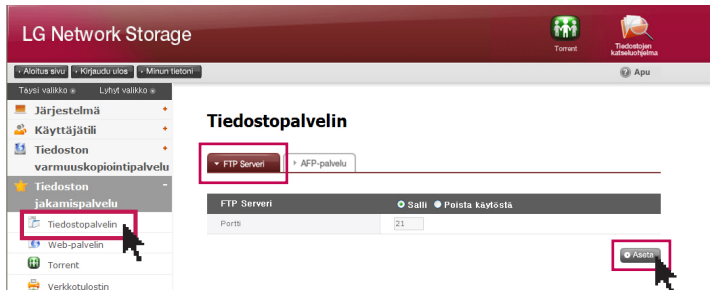 LG Network Storage
Torrent
Tiedostojen
katseluohjelma
Aloitus sivu Kirjaudu ulos Minun tietoni
Apu
Täysi valikko Lyhyt valikko
Järjestelmä
Käyttäjätili
Tiedoston
varmuuskopiointipalvelu
Tiedoston
jakamispalvelu
Tiedostopalvelin
Web-palvelin
Torrent
Verkkotulostin
Tiedostopalvelin
FTP Serveri AFP-palvelu
FTP Serveri Salli Poista käytöstä
Portti 21
Aseta